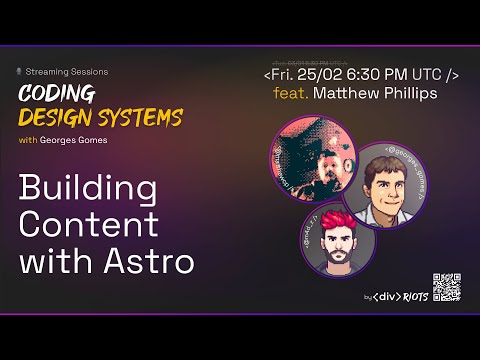 Streaming Sessions
CODING
DESIGN SYSTEMS
with Georges Gomes
Building
Content
with Astro
<Fri. 25/02 6:30 PM UTC />
feat. Matthew Phillips
<@georges_gomes/>
by <div> RIOTS